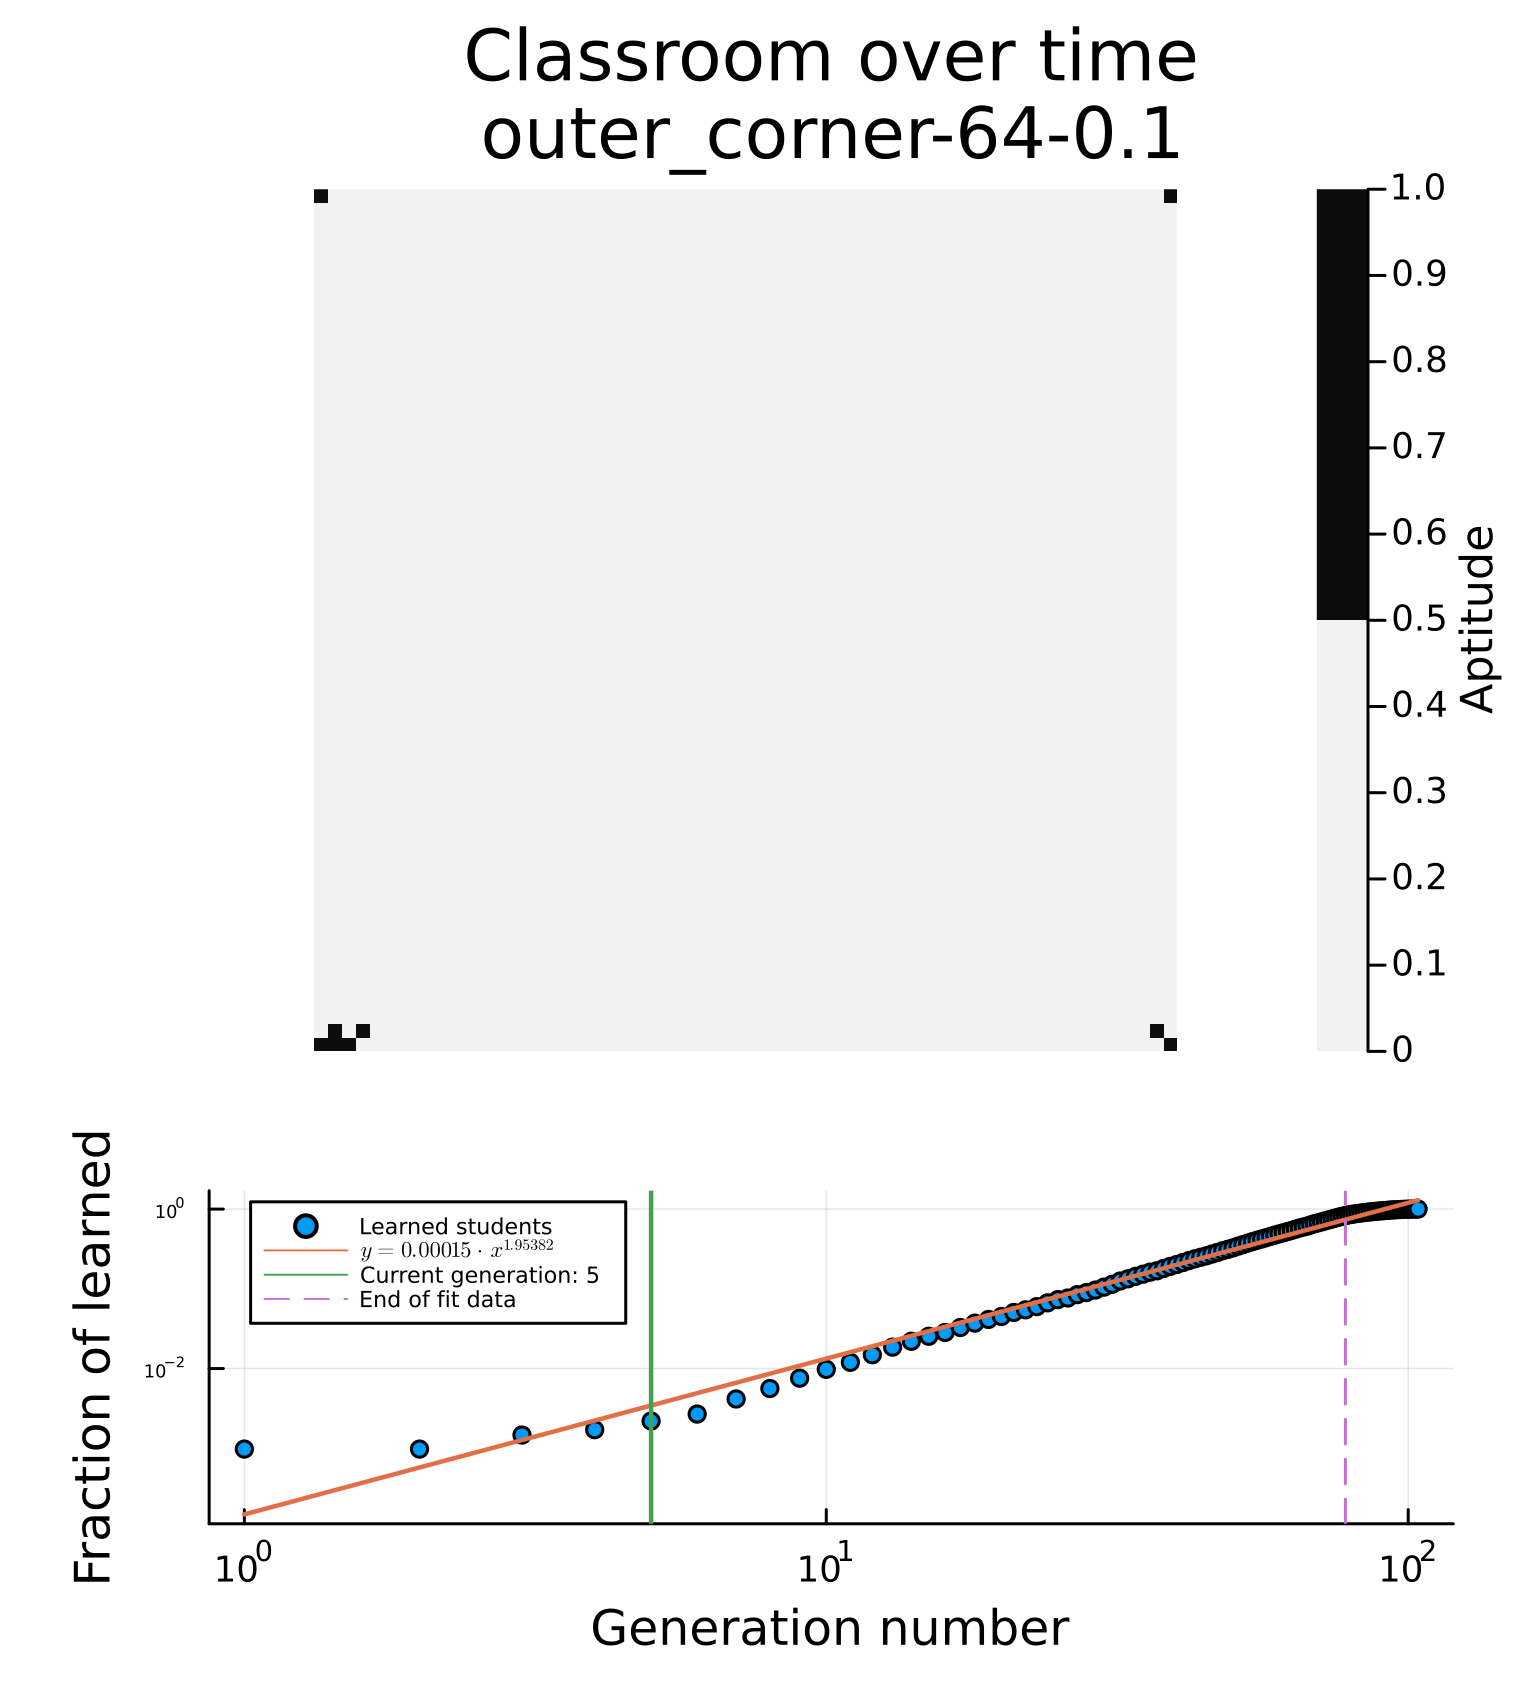 Classroom over time
outer_corner-64-0.1
1.0
0.9
0.8
0.7
0.6
0.5
0.4
0.3
0.2
0.1
0
Aptitude
Fraction of learned
10^0
10^-2
Learned students
y = 0.00015 · x^1.95382
Current generation: 5
End of fit data
10^0
10^1
10^2
Generation number